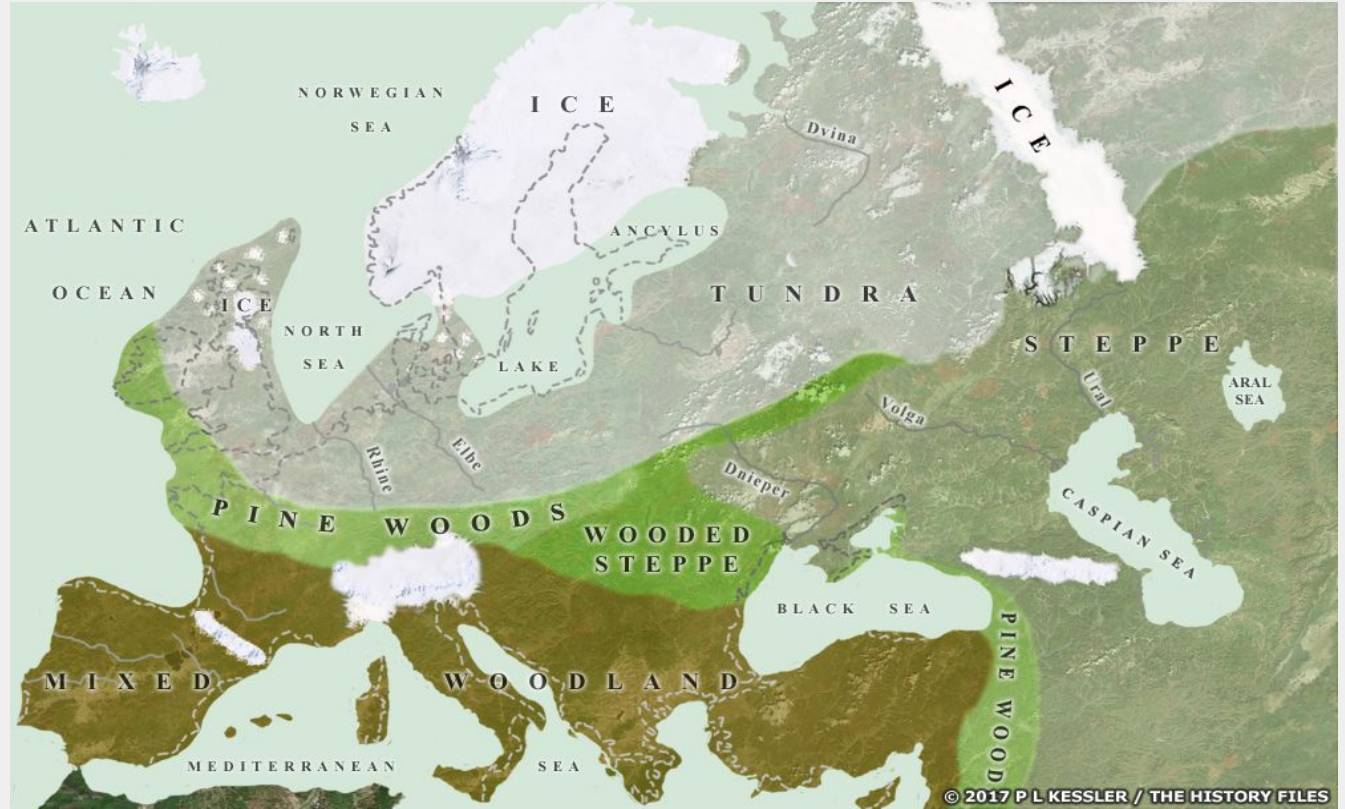 NORWEGIAN
SEA
ICE
ICE
Dvina
ATLANTIC
OCEAN
ANCYLUS
LAKE
ICE
NORTH
SEA
TUNDRA
STEPPE
ARAL
SEA
Ural
Volga
Rhine
Elbe
Dnieper
CASPIAN SEA
PINE WOODS
WOODED
STEPPE
BLACK SEA
PINE WOOD
MIXED WOODLAND
MEDITERRANEAN SEA
© 2017 P L KESSLER / THE HISTORY FILES